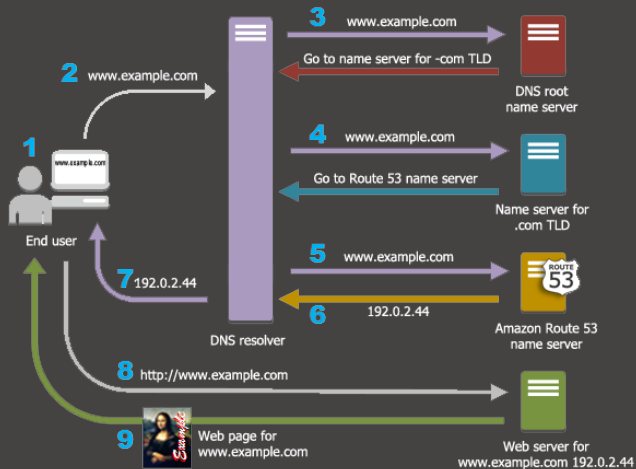 3 www.example.com
Go to name server for -com TLD
DNS root
name server
2 www.example.com
1
www.example.com
End user
4 www.example.com
Go to Route 53 name server
Name server for
.com TLD
5 www.example.com
ROUTE
53
6 192.0.2.44
Amazon Route 53
name server
7 192.0.2.44
DNS resolver
8 http://www.example.com
9
Example
Web page for
www.example.com
Web server for
www.example.com 192.0.2.44